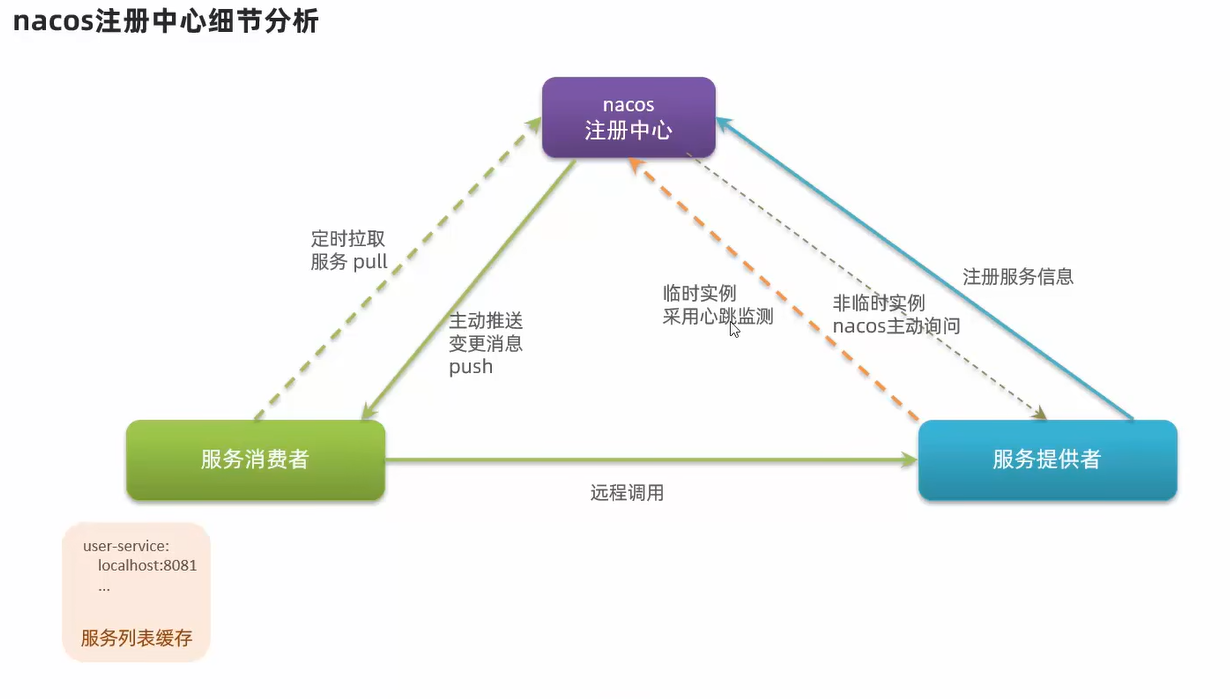 nacos注册中心细节分析
nacos
注册中心
定时拉取
服务 pull
主动推送
变更消息
push
临时实例
采用心跳监测
非临时实例
nacos主动询问
注册服务信息
服务消费者
服务提供者
远程调用
user-service:
localhost:8081
...
服务列表缓存